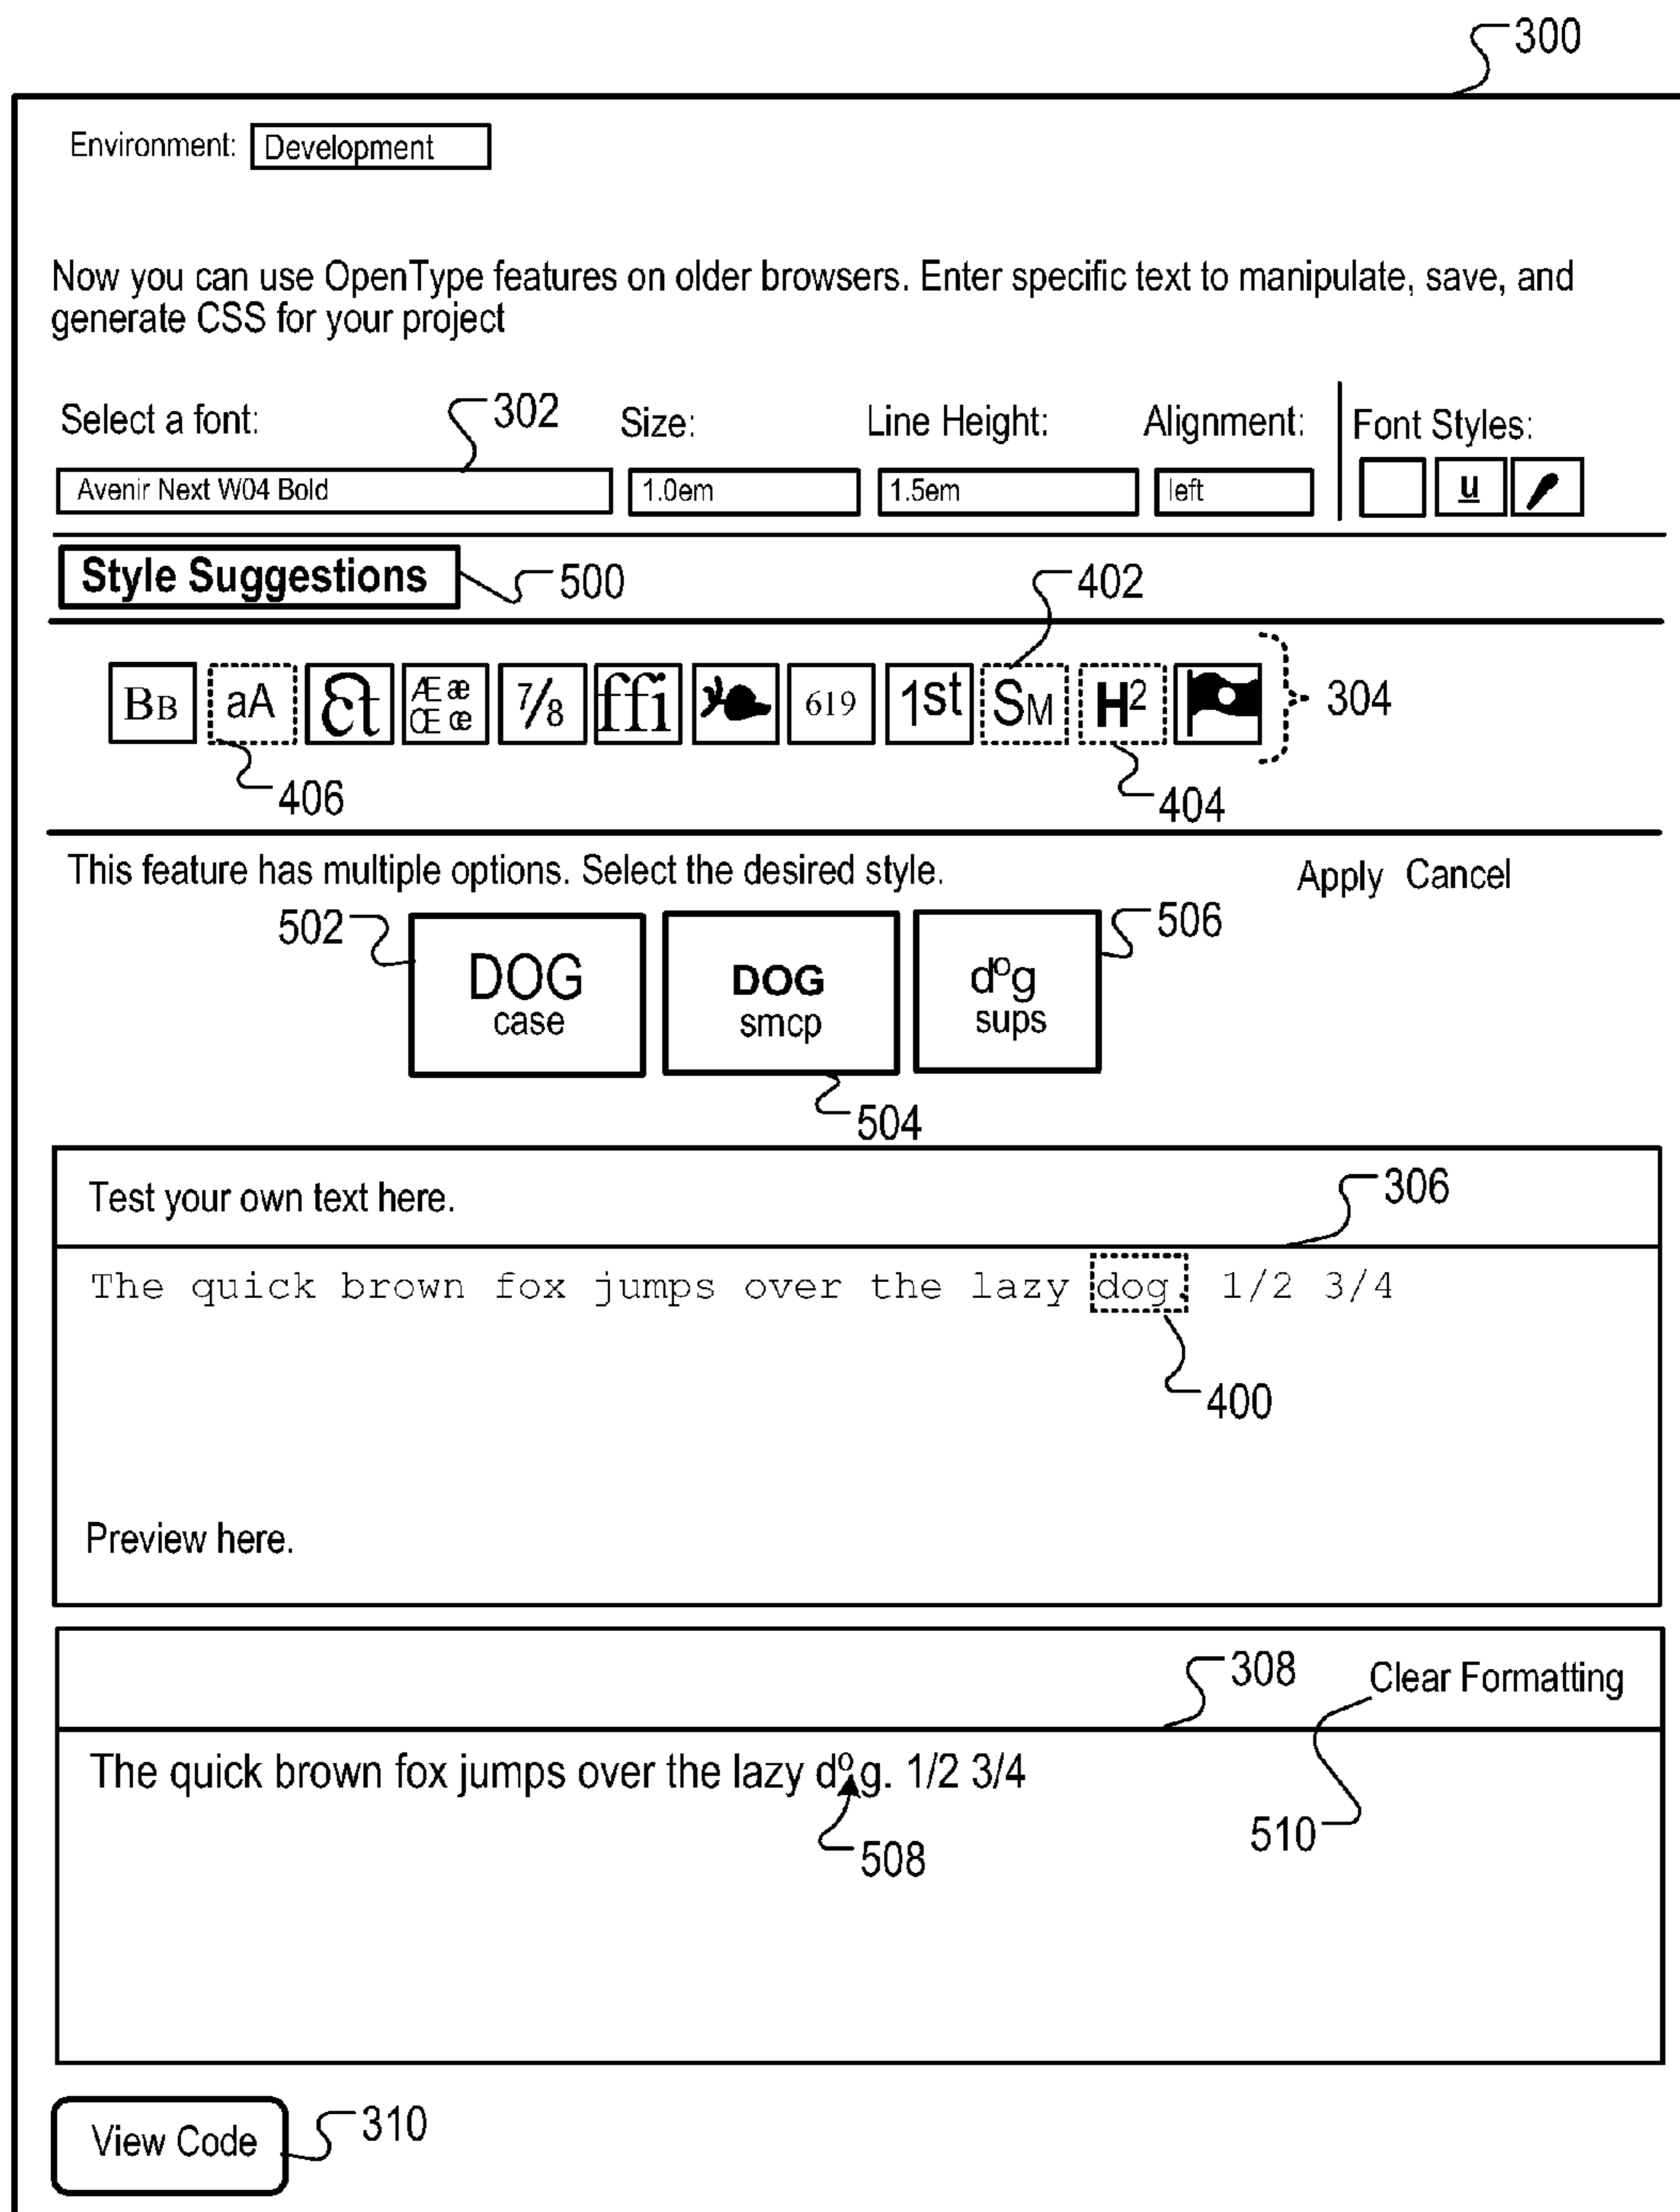 300
Environment: Development
Now you can use OpenType features on older browsers. Enter specific text to manipulate, save, and
generate CSS for your project
Select a font: 302 Size: Line Height: Alignment: Font Styles:
Avenir Next W04 Bold 1.0em 1.5em left u
Style Suggestions 500 402
BB aA ct Æ æ Œ œ 7/8 ffi 619 1st SM H² 304
406 404
This feature has multiple options. Select the desired style. Apply Cancel
502 DOG case DOG smcp dºg sups 506
504
Test your own text here. 306
The quick brown fox jumps over the lazy dog. 1/2 3/4
400
Preview here.
308 Clear Formatting
The quick brown fox jumps over the lazy dºg. 1/2 3/4
508 510
View Code 310